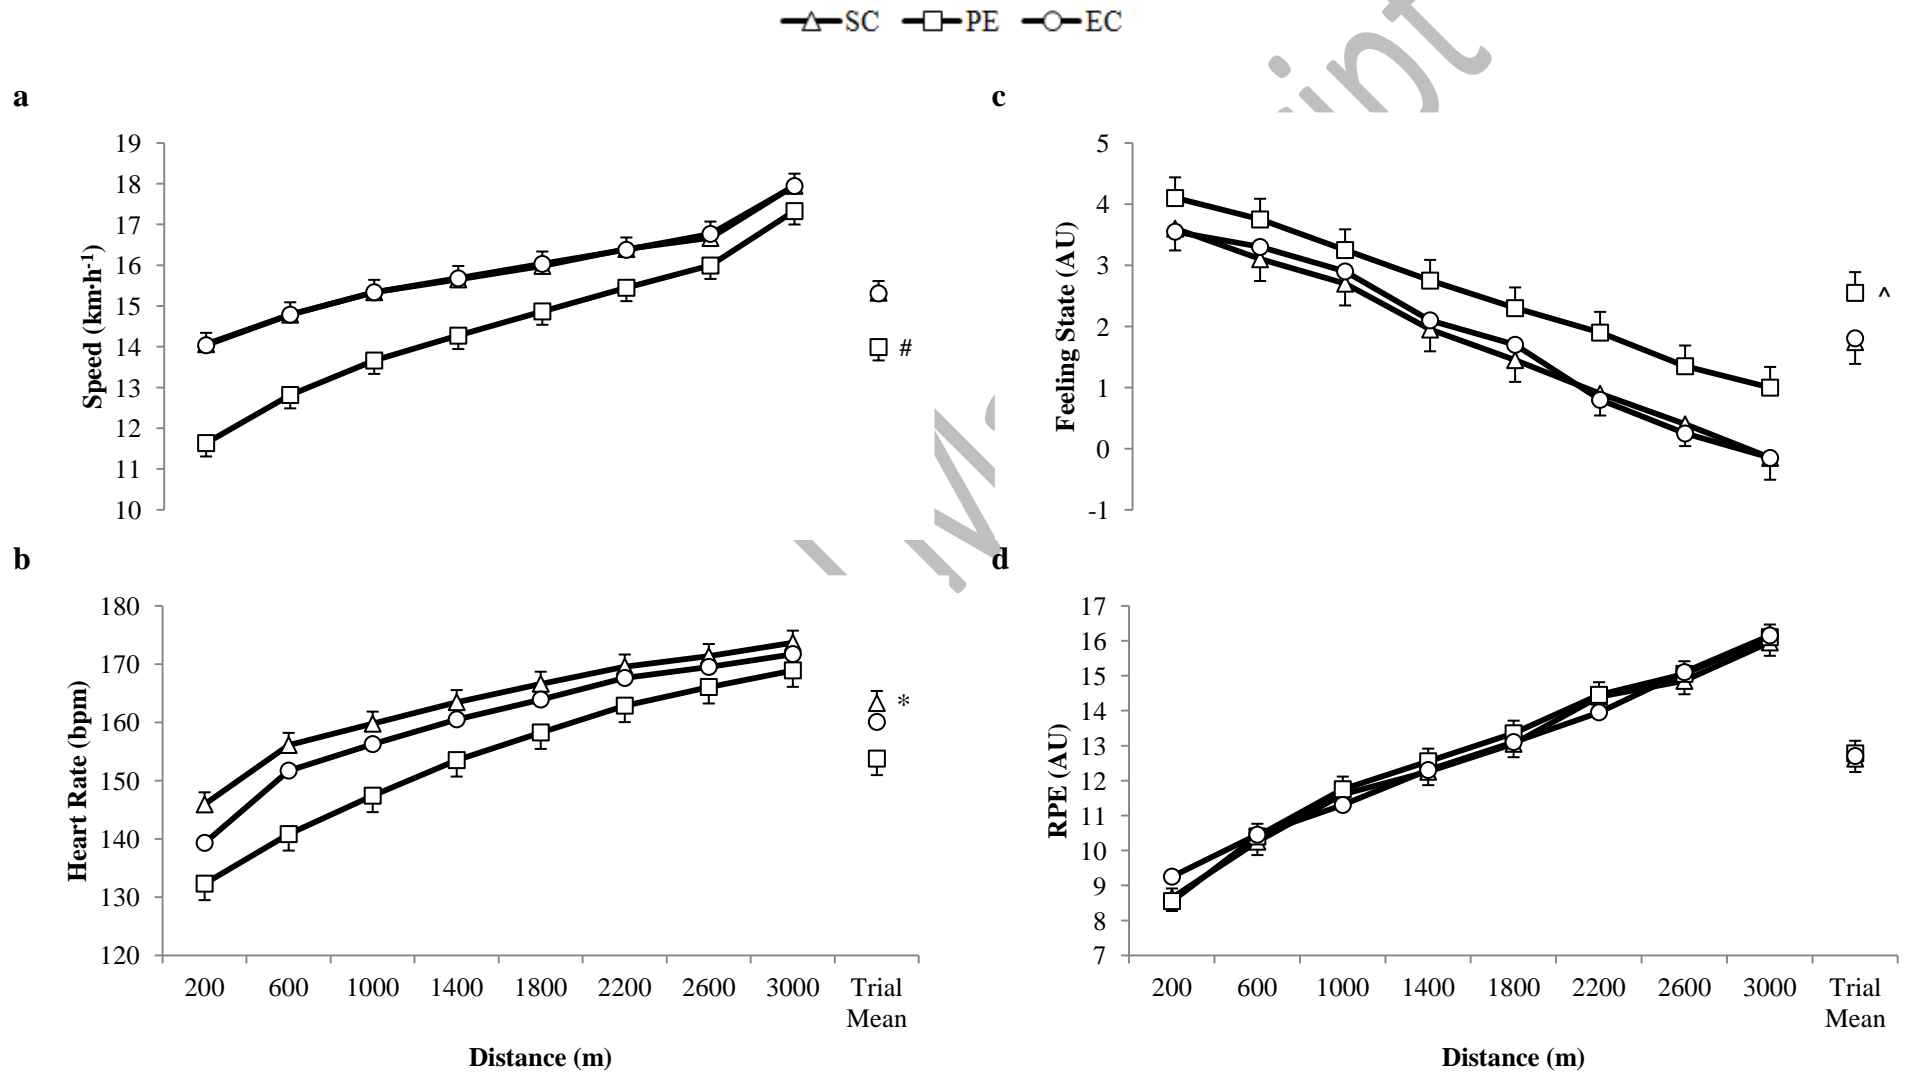 SC PE EC
a
19
18
17
16
15
14
13
12
11
10
Speed (km·h-1)
#
b
180
170
160
150
140
130
120
Heart Rate (bpm)
*
200 600 1000 1400 1800 2200 2600 3000 Trial
Mean
Distance (m)
c
5
4
3
2
1
0
-1
Feeling State (AU)
^
d
17
16
15
14
13
12
11
10
9
8
7
RPE (AU)
200 600 1000 1400 1800 2200 2600 3000 Trial
Mean
Distance (m)